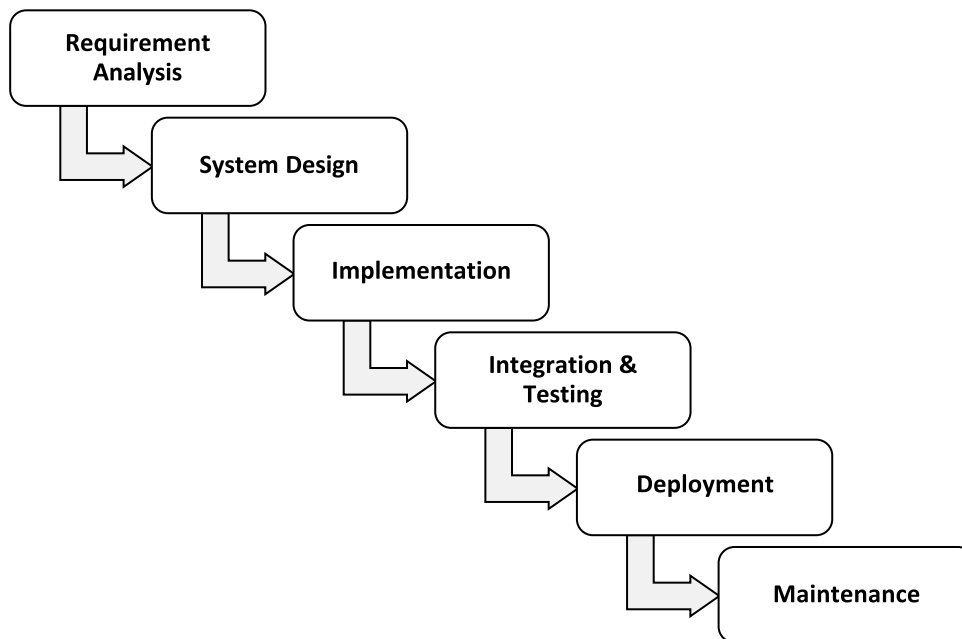 Requirement
Analysis
System Design
Implementation
Integration &
Testing
Deployment
Maintenance